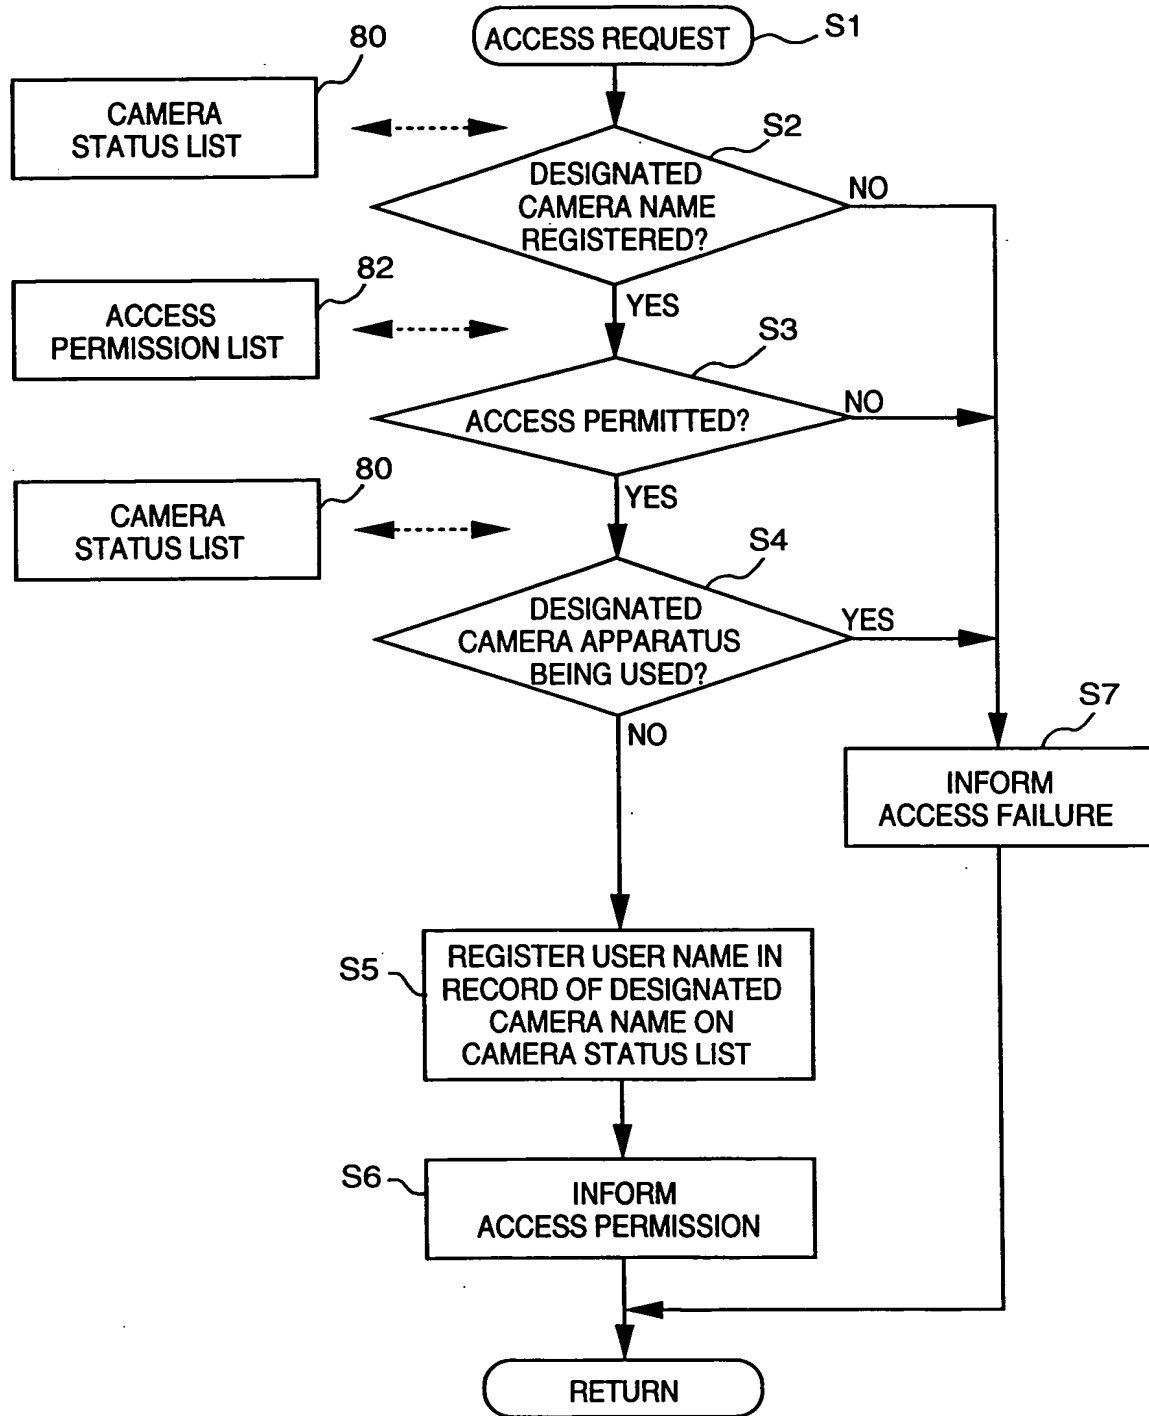 ACCESS REQUEST
S1
80
CAMERA
STATUS LIST
S2
DESIGNATED
CAMERA NAME
REGISTERED?
NO
YES
82
ACCESS
PERMISSION LIST
S3
ACCESS PERMITTED?
NO
YES
80
CAMERA
STATUS LIST
S4
DESIGNATED
CAMERA APPARATUS
BEING USED?
YES
NO
S7
INFORM
ACCESS FAILURE
S5
REGISTER USER NAME IN
RECORD OF DESIGNATED
CAMERA NAME ON
CAMERA STATUS LIST
S6
INFORM
ACCESS PERMISSION
RETURN